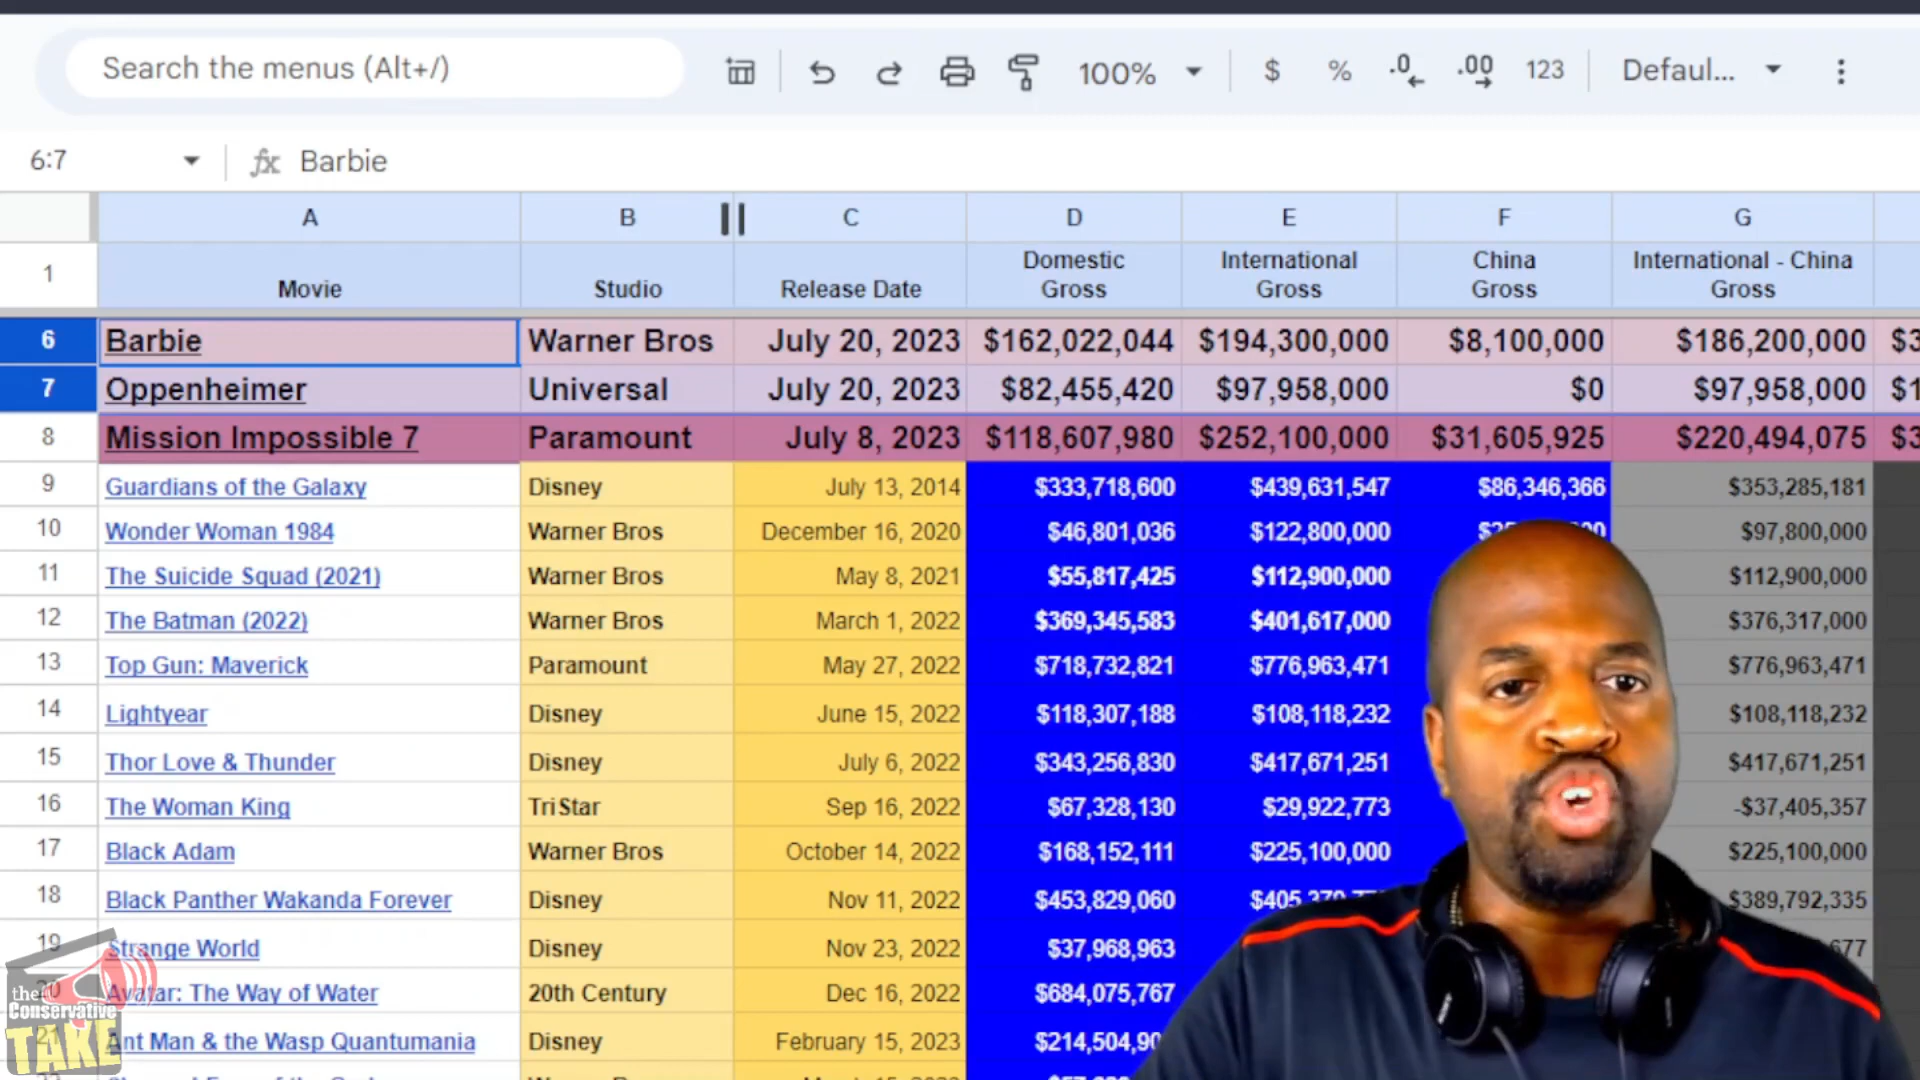 Search the menus (Alt+/) 100% $ % .0 .00 123 Defaul...
6:7 fx Barbie
A B C D E F G
1 Movie Studio Release Date Domestic Gross International Gross China Gross International - China Gross
6 Barbie Warner Bros July 20, 2023 $162,022,044 $194,300,000 $8,100,000 $186,200,000 $3
7 Oppenheimer Universal July 20, 2023 $82,455,420 $97,958,000 $0 $97,958,000 $1
8 Mission Impossible 7 Paramount July 8, 2023 $118,607,980 $252,100,000 $31,605,925 $220,494,075 $3
9 Guardians of the Galaxy Disney July 13, 2014 $333,718,600 $439,631,547 $86,346,366 $353,285,181
10 Wonder Woman 1984 Warner Bros December 16, 2020 $46,801,036 $122,800,000 $97,800,000
11 The Suicide Squad (2021) Warner Bros May 8, 2021 $55,817,425 $112,900,000 $112,900,000
12 The Batman (2022) Warner Bros March 1, 2022 $369,345,583 $401,617,000 $376,317,000
13 Top Gun: Maverick Paramount May 27, 2022 $718,732,821 $776,963,471 $776,963,471
14 Lightyear Disney June 15, 2022 $118,307,188 $108,118,232 $108,118,232
15 Thor Love & Thunder Disney July 6, 2022 $343,256,830 $417,671,251 $417,671,251
16 The Woman King TriStar Sep 16, 2022 $67,328,130 $29,922,773 -$37,405,357
17 Black Adam Warner Bros October 14, 2022 $168,152,111 $225,100,000 $225,100,000
18 Black Panther Wakanda Forever Disney Nov 11, 2022 $453,829,060 $389,792,335
19 Strange World Disney Nov 23, 2022 $37,968,963 677
20 Avatar: The Way of Water 20th Century Dec 16, 2022 $684,075,767
21 Ant Man & the Wasp Quantumania Disney February 15, 2023 $214,504,90
the
Conservative
TAKE